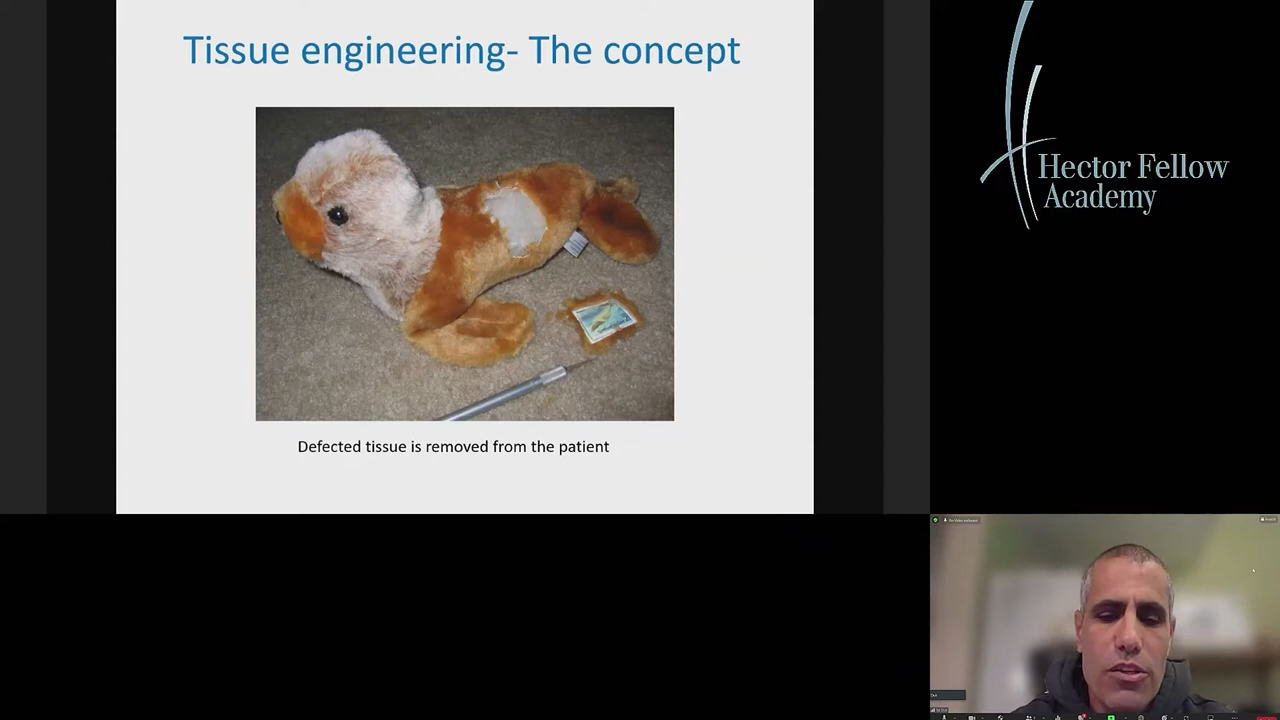 Tissue engineering- The concept
Defected tissue is removed from the patient
Hector Fellow
Academy